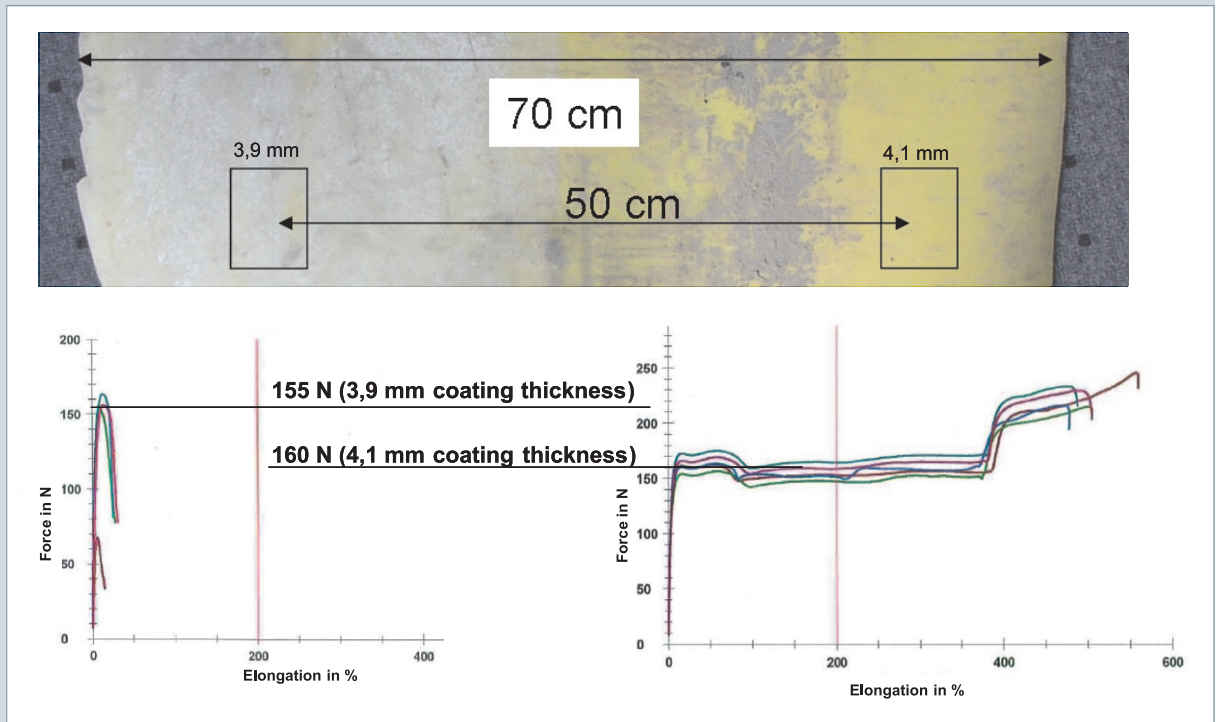 70 cm
3,9 mm
4,1 mm
50 cm
200
150
100
50
0
Force in N
0
200
400
Elongation in %
155 N (3,9 mm coating thickness)
160 N (4,1 mm coating thickness)
250
200
150
100
50
0
Force in N
0
200
400
600
Elongation in %